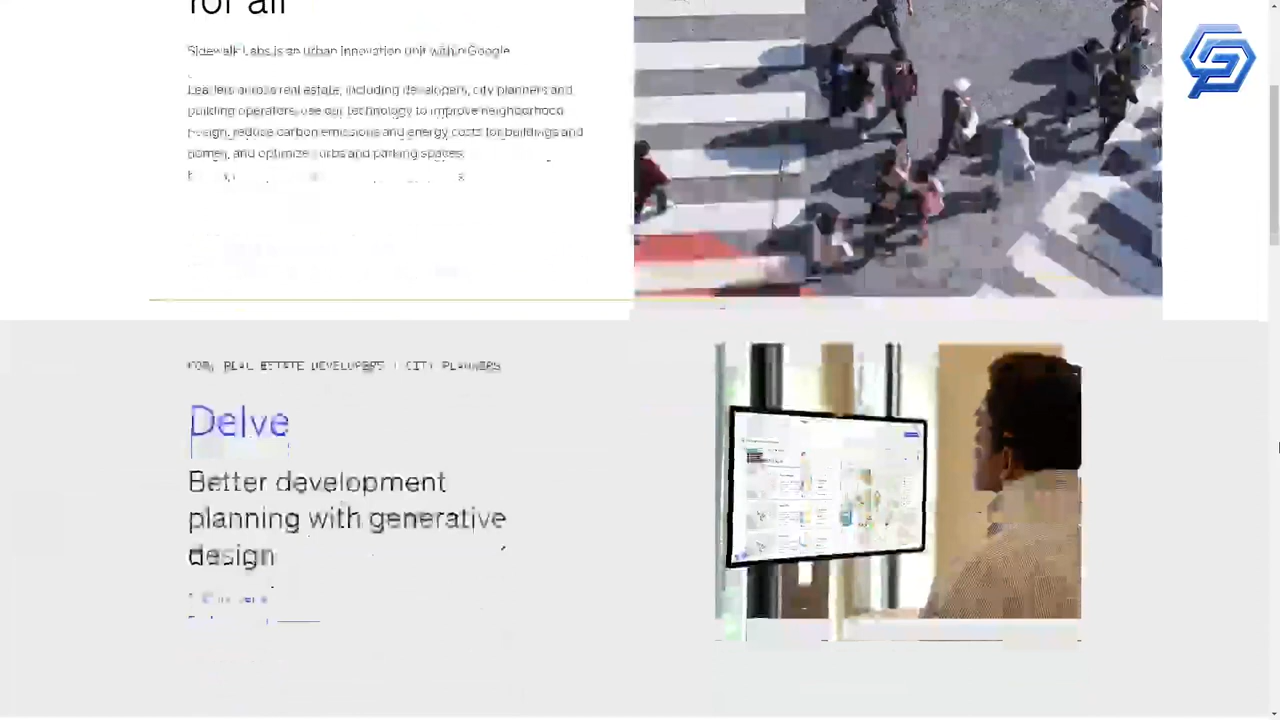 for all
Sidewalk Labs is an urban innovation unit within Google
Leaders across real estate, including developers, city planners and
building operators, use our technology to improve neighborhood
design, reduce carbon emissions and energy costs for buildings and
homes, and optimize curbs and parking spaces.
FOR: REAL ESTATE DEVELOPERS / CITY PLANNERS
Delve
Better development
planning with generative
design